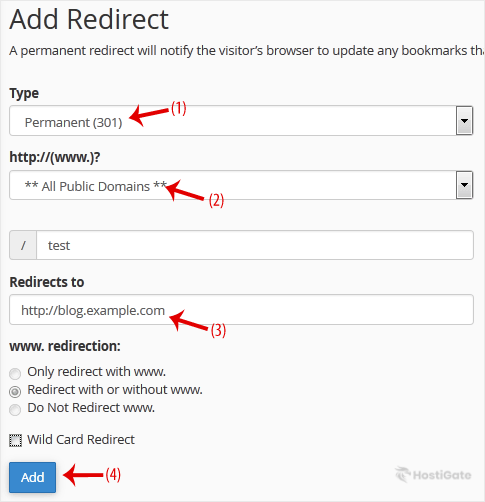 Add Redirect
A permanent redirect will notify the visitor's browser to update any bookmarks tha
Type
Permanent (301)
(1)
http://(www.)?
** All Public Domains **
(2)
/ test
Redirects to
http://blog.example.com
(3)
www. redirection:
Only redirect with www.
Redirect with or without www.
Do Not Redirect www.
Wild Card Redirect
Add
(4)
HostiGate